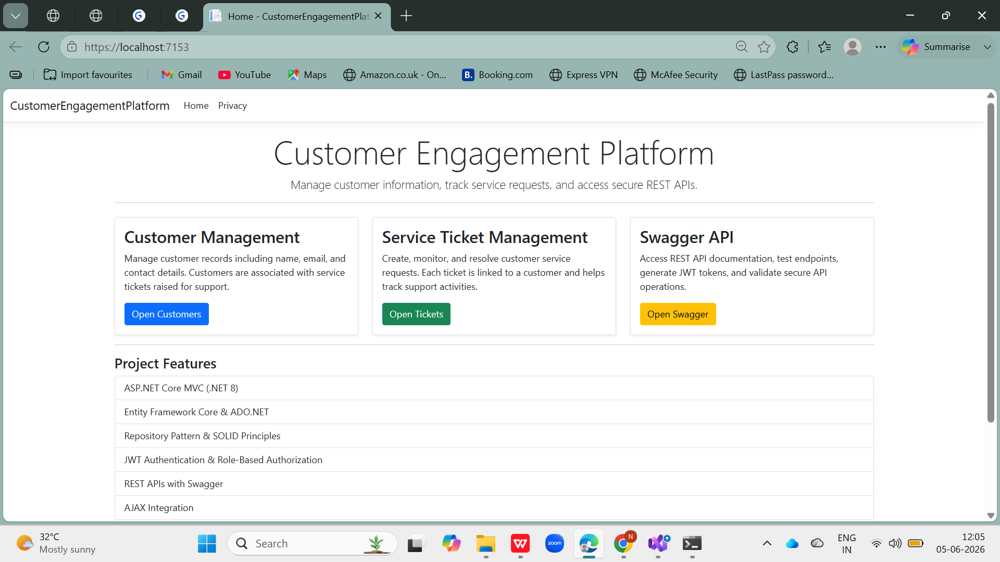 Home - CustomerEngagementPlat
https://localhost:7153
Summarise
Import favourites
Gmail
YouTube
Maps
Amazon.co.uk - On...
B.
Booking.com
Express VPN
McAfee Security
LastPass password...
CustomerEngagementPlatform
Home
Privacy
Customer Engagement Platform
Manage customer information, track service requests, and access secure REST APIs.
Customer Management
Manage customer records including name, email, and
contact details. Customers are associated with service
tickets raised for support.
Open Customers
Service Ticket Management
Create, monitor, and resolve customer service
requests. Each ticket is linked to a customer and helps
track support activities.
Open Tickets
Swagger API
Access REST API documentation, test endpoints,
generate JWT tokens, and validate secure API
operations.
Open Swagger
Project Features
ASP.NET Core MVC (.NET 8)
Entity Framework Core & ADO.NET
Repository Pattern & SOLID Principles
JWT Authentication & Role-Based Authorization
REST APIs with Swagger
AJAX Integration
32°C
Mostly sunny
Search
zoom
N
ENG
IN
12:05
05-06-2026